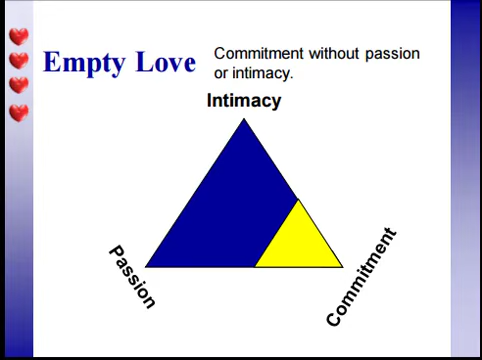 Empty Love
Commitment without passion
or intimacy.
Intimacy
Passion
Commitment